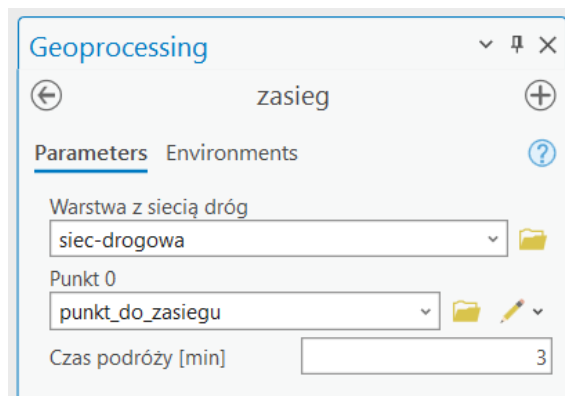 Geoprocessing
zasieg
Parameters Environments
Warstwa z siecią dróg
siec-drogowa
Punkt 0
punkt_do_zasiegu
Czas podróży [min] 3